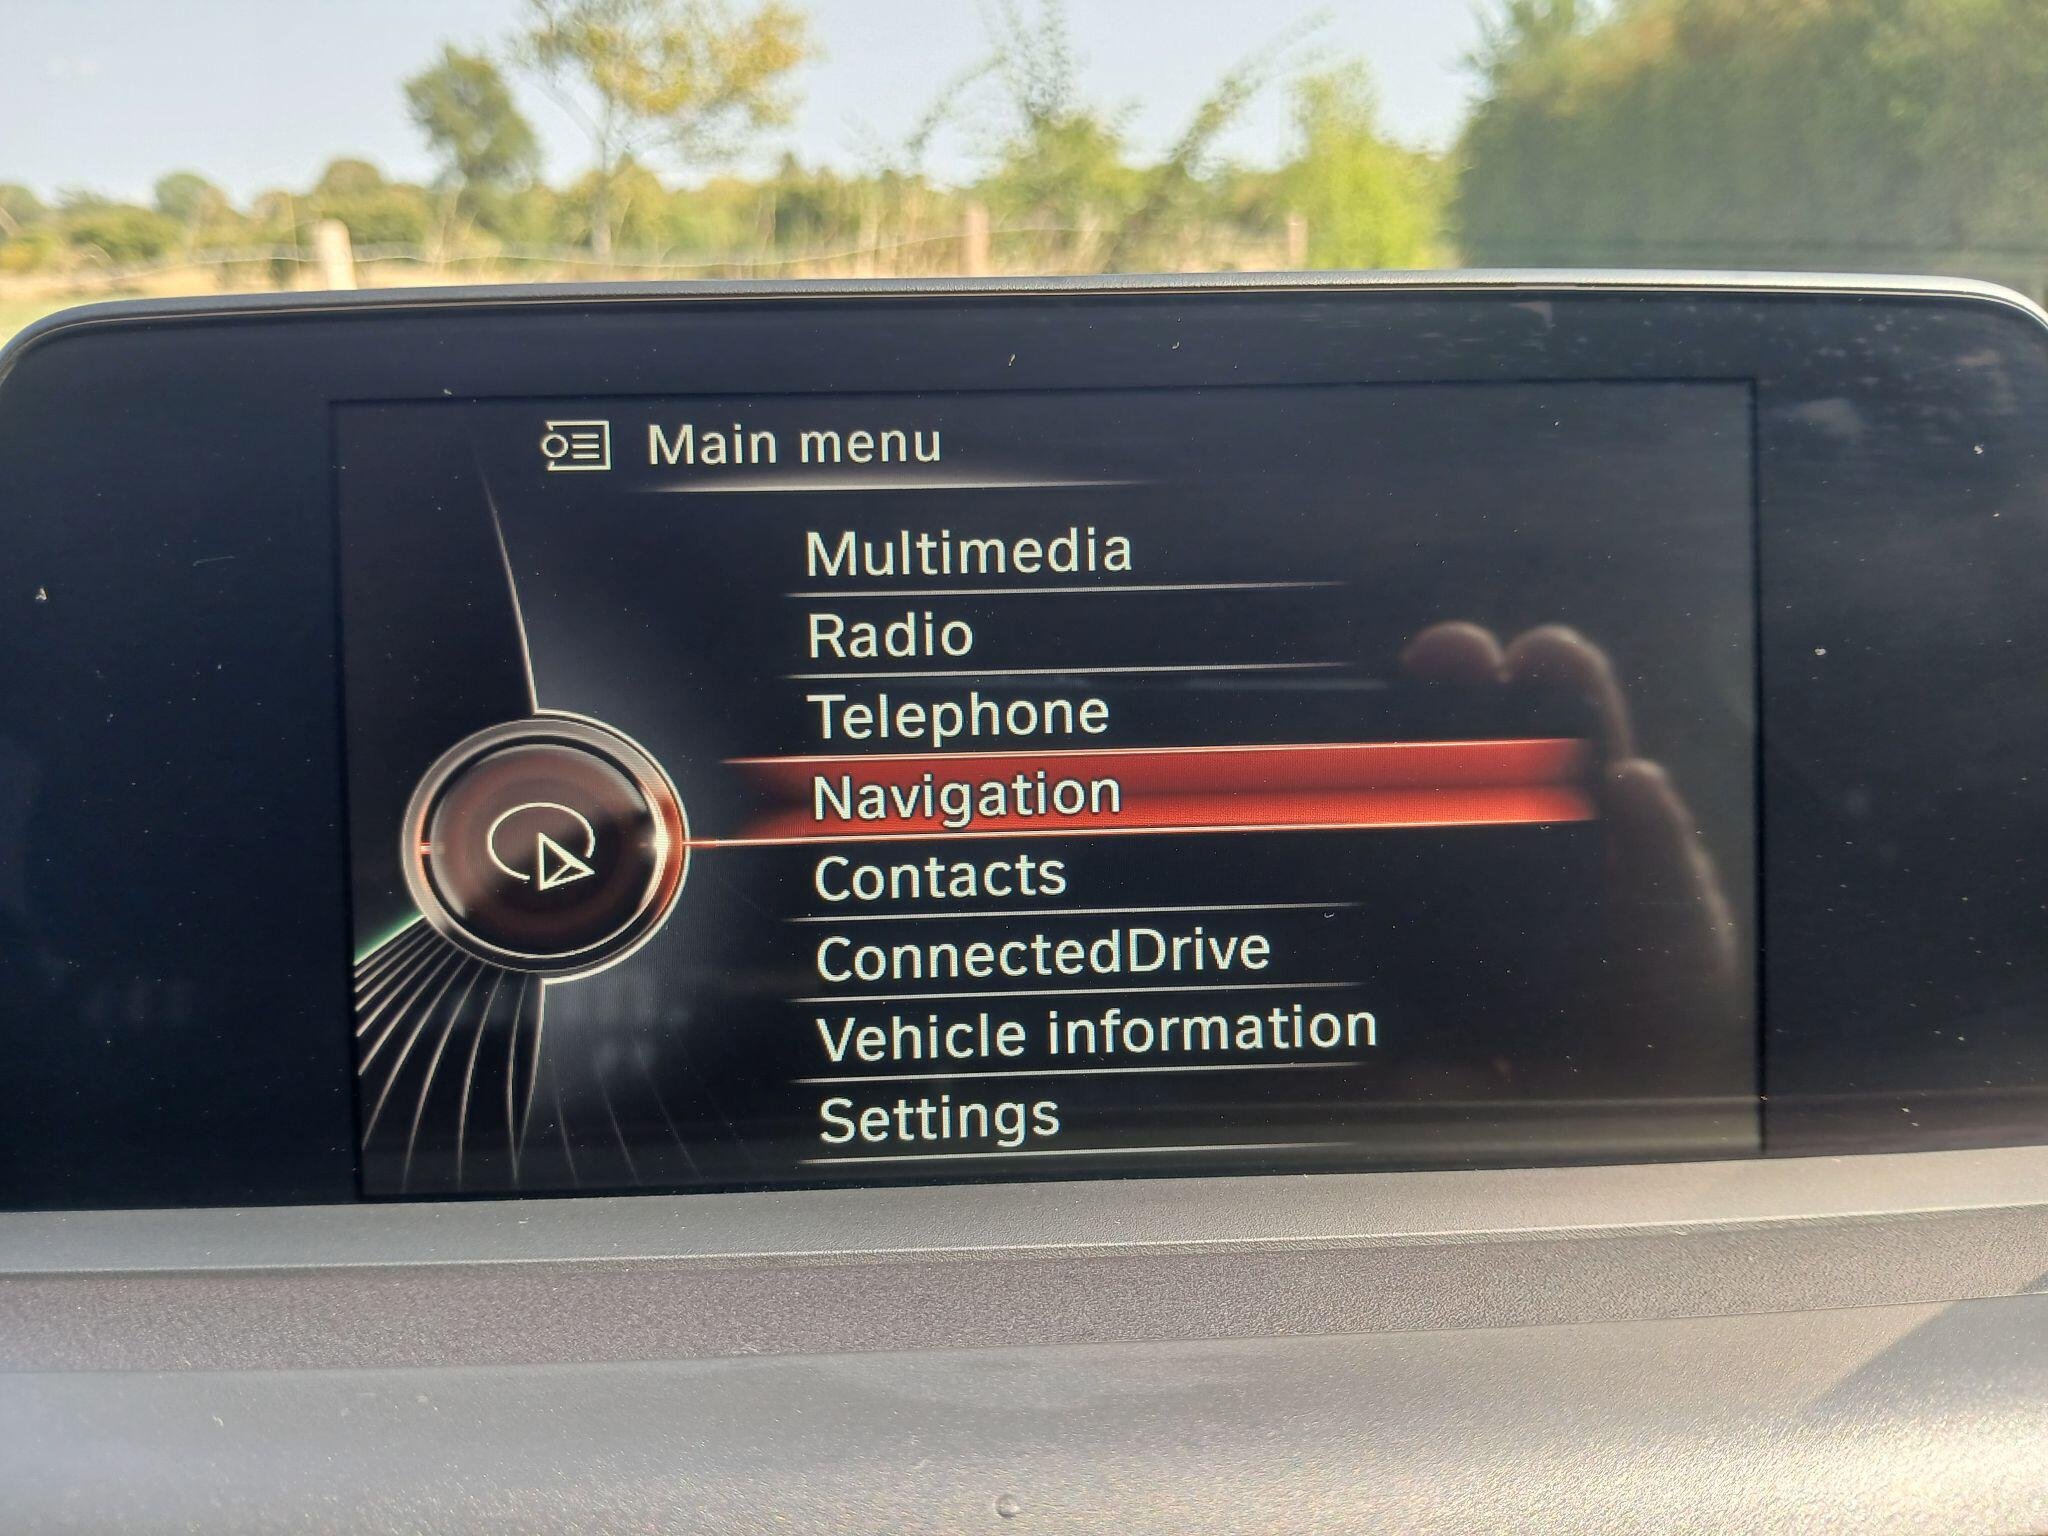 Main menu
Multimedia
Radio
Telephone
Navigation
Contacts
ConnectedDrive
Vehicle information
Settings